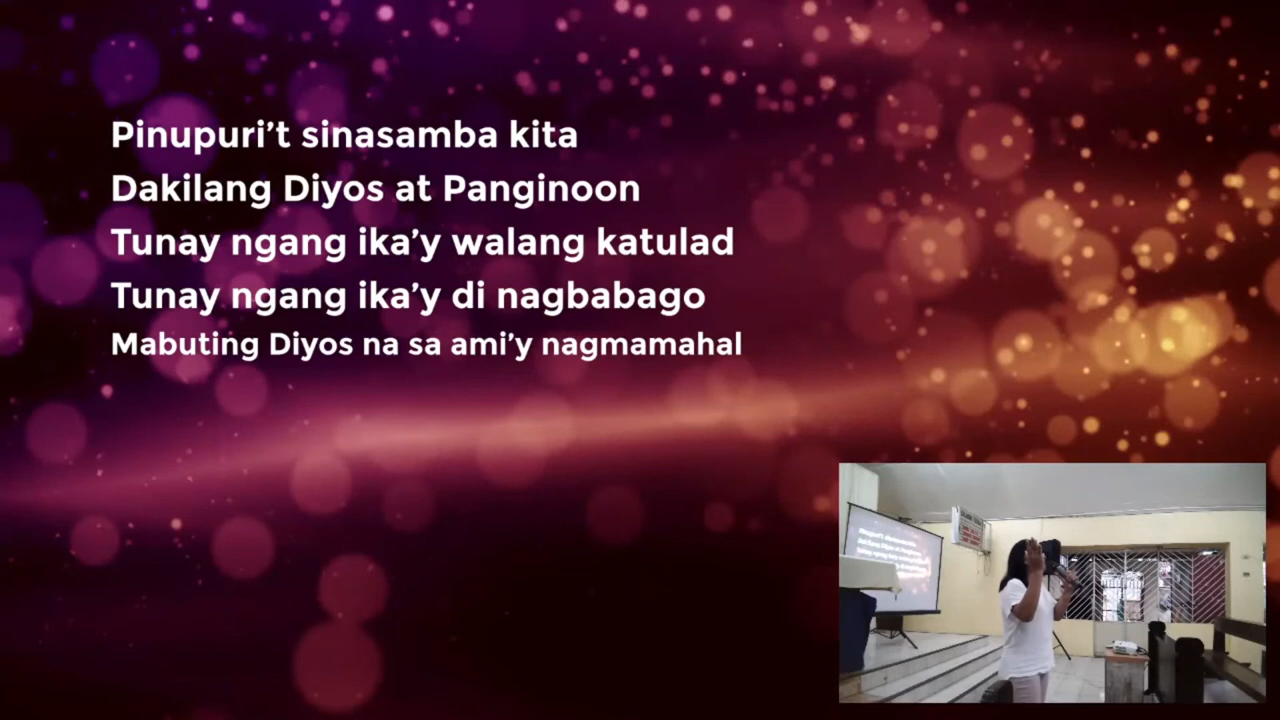 Pinupuri’t sinasamba kita
Dakilang Diyos at Panginoon
Tunay ngang ika’y walang katulad
Tunay ngang ika’y di nagbabago
Mabuting Diyos na sa ami’y nagmamahal